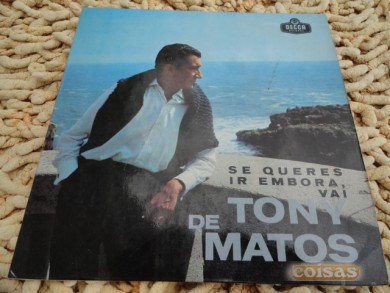 DECCA
SE QUERES
IR EMBORA,
VAI
TONY
DE MATOS
coisas